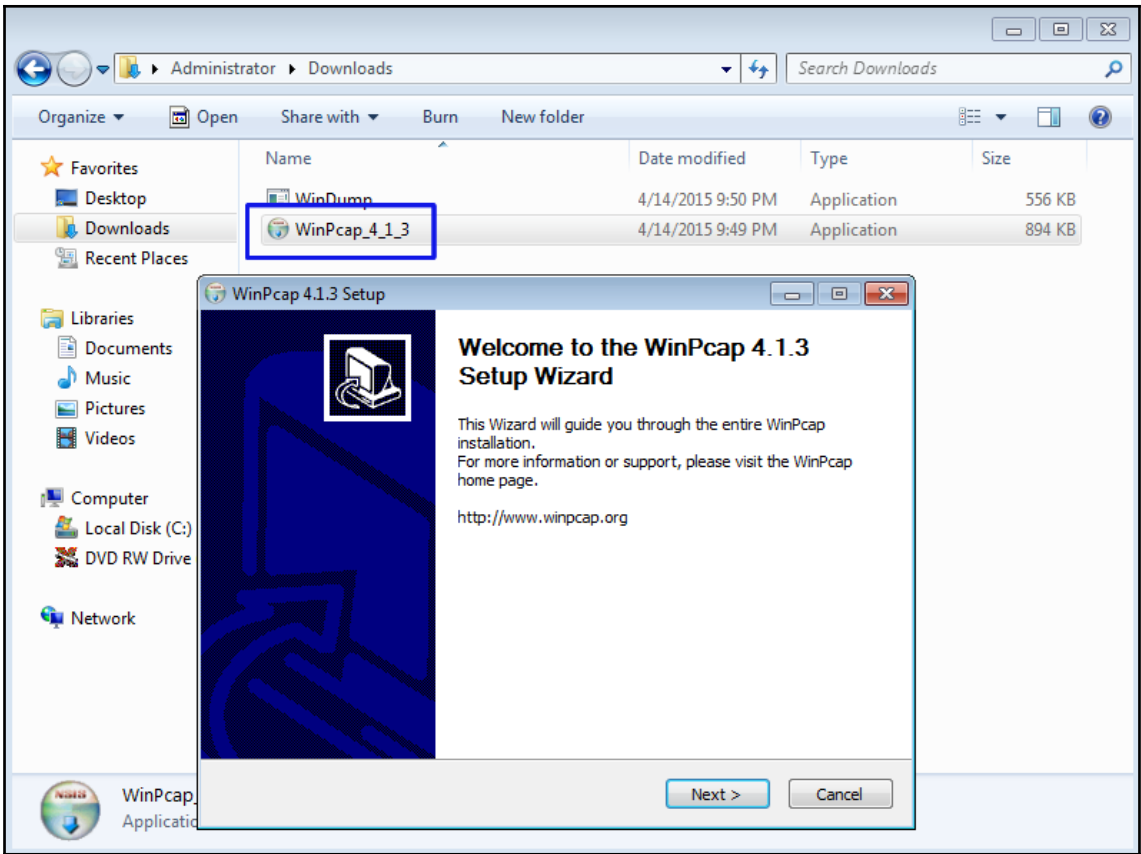 Administrator Downloads Search Downloads
Organize Open Share with Burn New folder
Name Date modified Type Size
Favorites
Desktop
Downloads
Recent Places
Libraries
Documents
Music
Pictures
Videos
Computer
Local Disk (C:)
DVD RW Drive
Network
WinDump 4/14/2015 9:50 PM Application 556 KB
WinPcap_4_1_3 4/14/2015 9:49 PM Application 894 KB
WinPcap 4.1.3 Setup
Welcome to the WinPcap 4.1.3
Setup Wizard
This Wizard will guide you through the entire WinPcap
installation.
For more information or support, please visit the WinPcap
home page.
http://www.winpcap.org
Next > Cancel
NSIS
WinPcap_
Applicatio